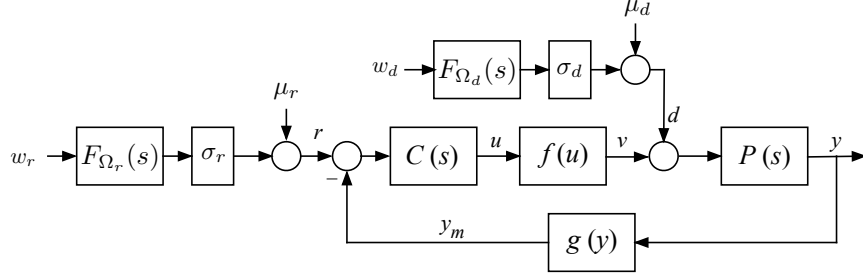 μ_d
w_d F_{Ω_d}(s) σ_d
μ_r
d
w_r F_{Ω_r}(s) σ_r r − C(s) u f(u) v P(s) y
y_m g(y)